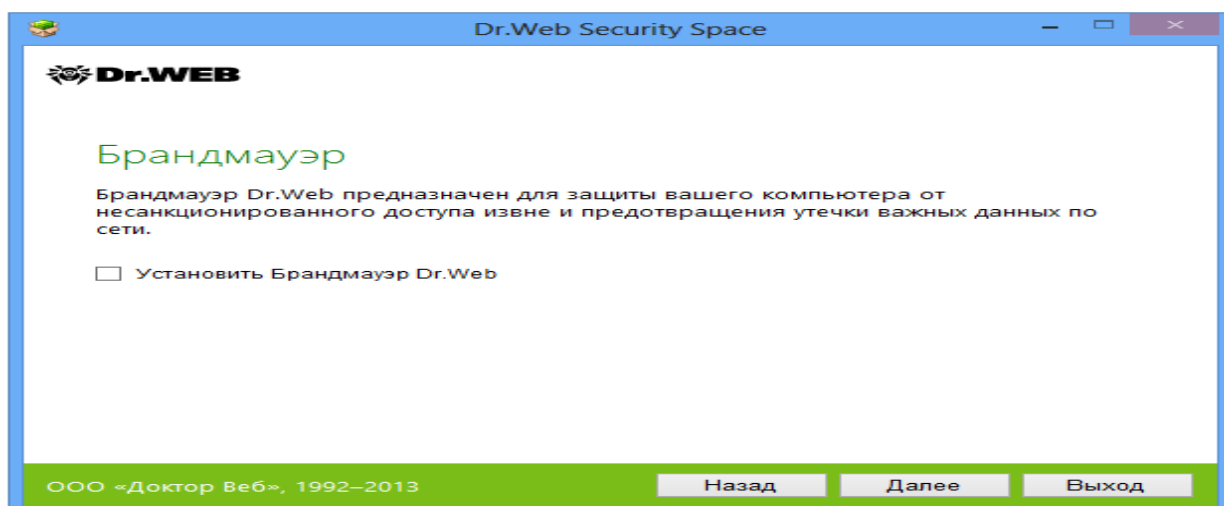 Dr.Web Security Space
Dr.WEB
Брандмауэр
Брандмауэр Dr.Web предназначен для защиты вашего компьютера от
несанкционированного доступа извне и предотвращения утечки важных данных по
сети.
Установить Брандмауэр Dr.Web
ООО «Доктор Веб», 1992–2013
Назад
Далее
Выход